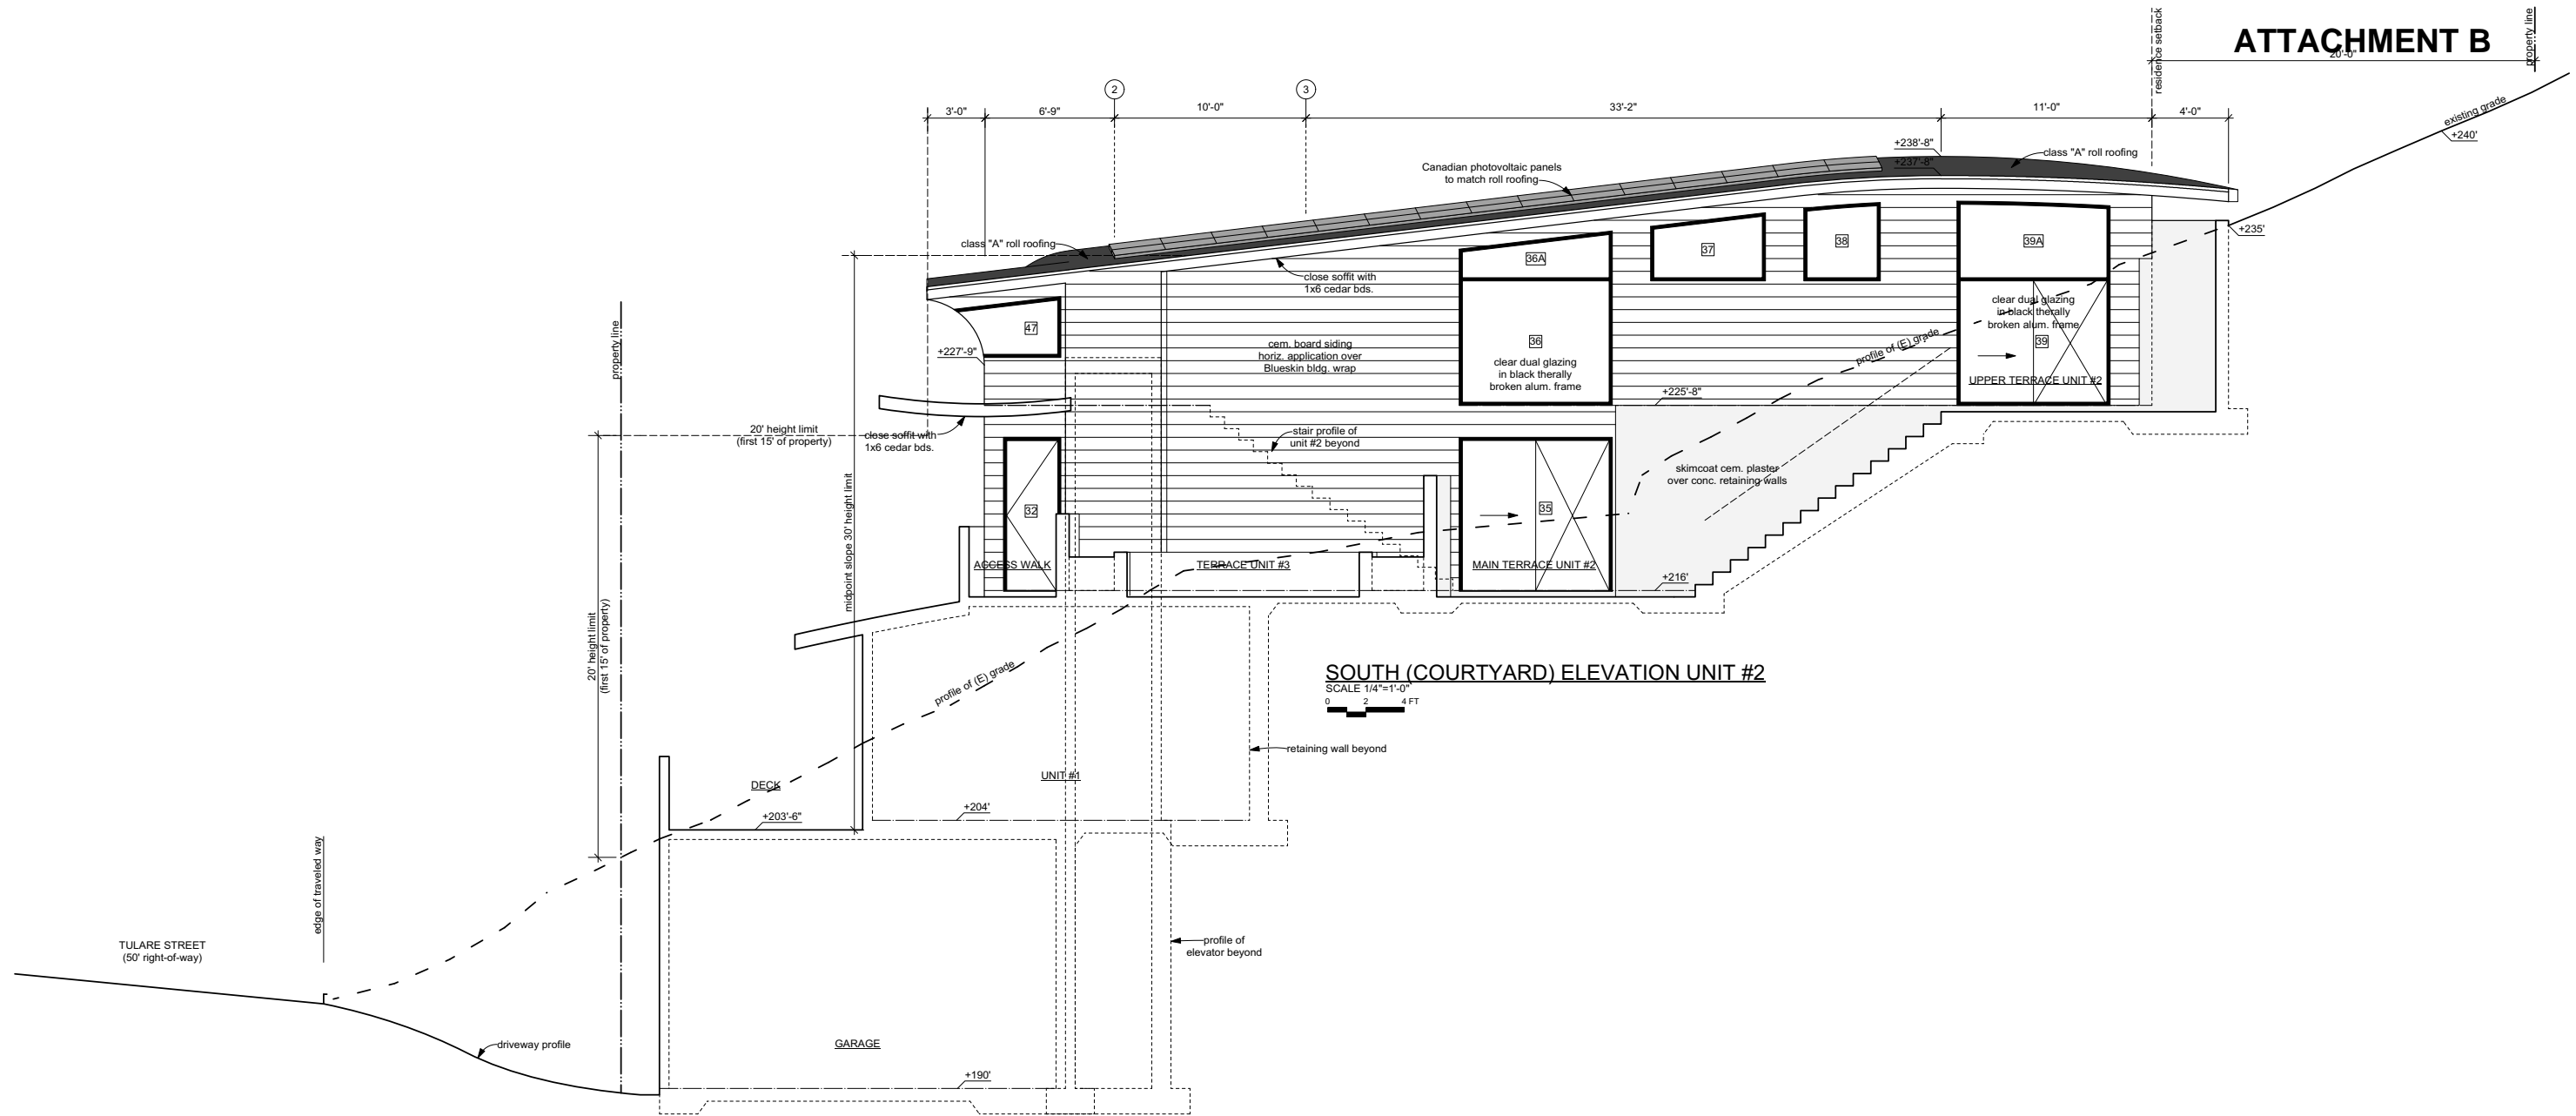 ATTACHMENT B
residence setback
property line
20'-0"
2
3
3'-0"
6'-9"
10'-0"
33'-2"
11'-0"
4'-0"
existing grade
+240'
+238'-8"
+237'-8"
class "A" roll roofing
Canadian photovoltaic panels
to match roll roofing
+235'
class "A" roll roofing
close soffit with
1x6 cedar bds.
36A
37
38
39A
47
property line
+227'-9"
cem. board siding
horiz. application over
Blueskin bldg. wrap
36
clear dual glazing
in black therally
broken alum. frame
clear dual glazing
in black therally
broken alum. frame
39
profile of (E) grade
UPPER TERRACE UNIT #2
+225'-8"
20' height limit
(first 15' of property)
close soffit with
1x6 cedar bds.
stair profile of
unit #2 beyond
skimcoat cem. plaster
over conc. retaining walls
midpoint slope 30' height limit
32
35
ACCESS WALK
TERRACE UNIT #3
MAIN TERRACE UNIT #2
+216'
20' height limit
(first 15' of property)
profile of (E) grade
SOUTH (COURTYARD) ELEVATION UNIT #2
SCALE 1/4"=1'-0"
0 2 4 FT
retaining wall beyond
DECK
UNIT #1
+203'-6"
+204'
edge of traveled way
TULARE STREET
(50' right-of-way)
profile of
elevator beyond
driveway profile
GARAGE
+190'